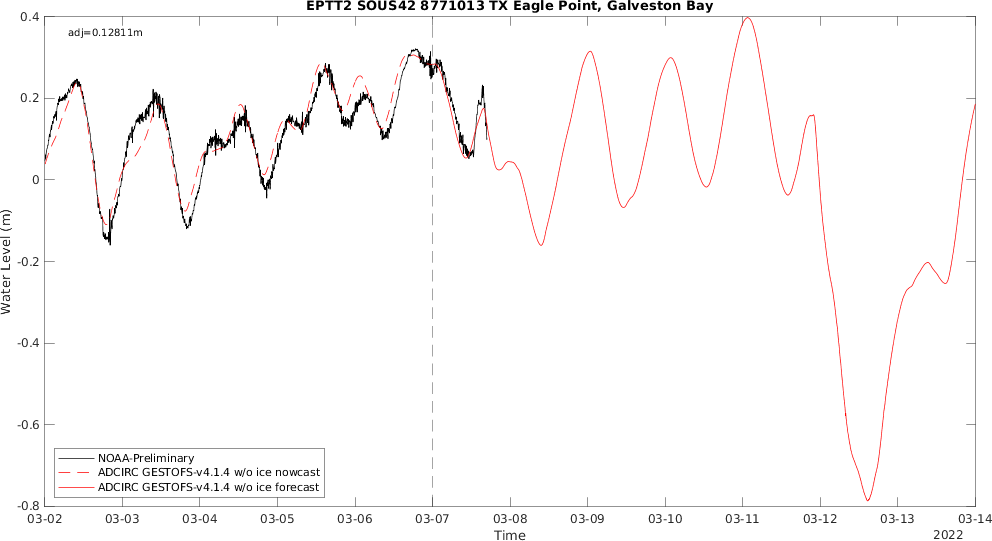 EPTT2 SOUS42 8771013 TX Eagle Point, Galveston Bay
adj=0.12811m
0.4
0.2
0
-0.2
-0.4
-0.6
-0.8
Water Level (m)
NOAA-Preliminary
ADCIRC GESTOFS-v4.1.4 w/o ice nowcast
ADCIRC GESTOFS-v4.1.4 w/o ice forecast
03-02 03-03 03-04 03-05 03-06 03-07 03-08 03-09 03-10 03-11 03-12 03-13 03-14
Time
2022